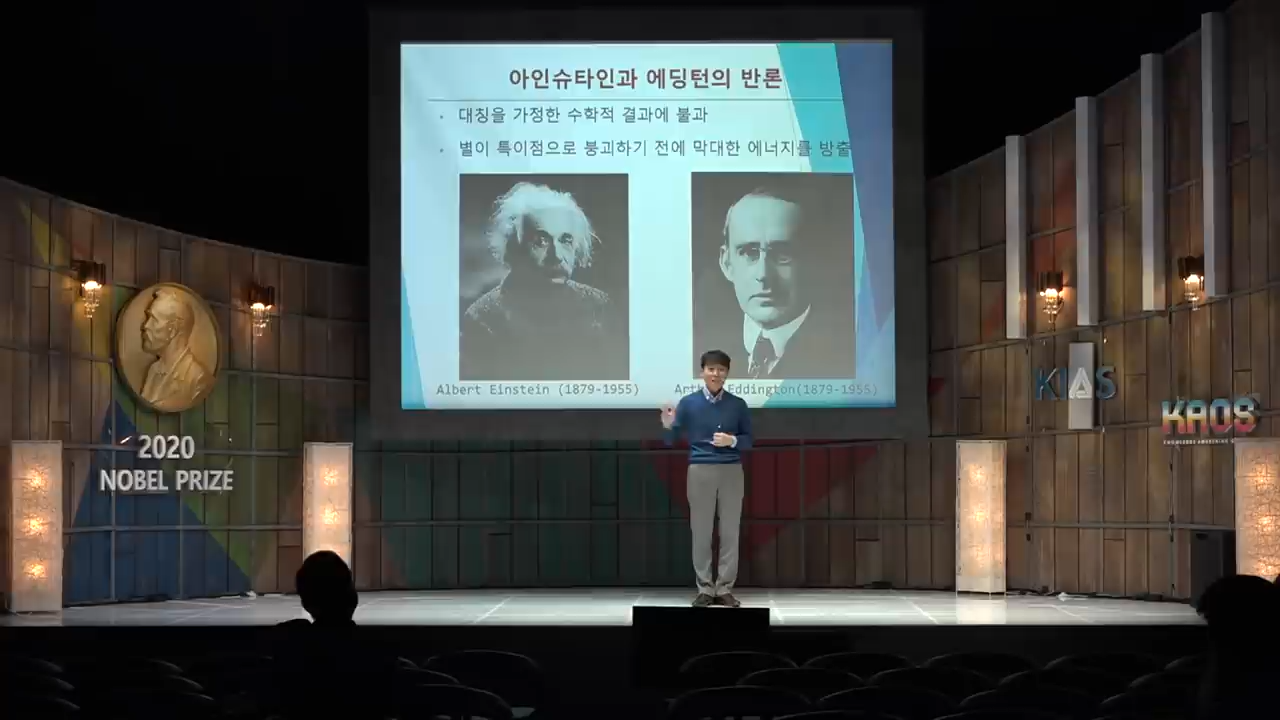 아인슈타인과 에딩턴의 반론
· 대칭을 가정한 수학적 결과에 불과
· 별이 특이점으로 붕괴하기 전에 막대한 에너지를 방출
Albert Einstein (1879-1955)
Eddington(1879-1955)
2020
NOBEL PRIZE
KIAS
KAOS